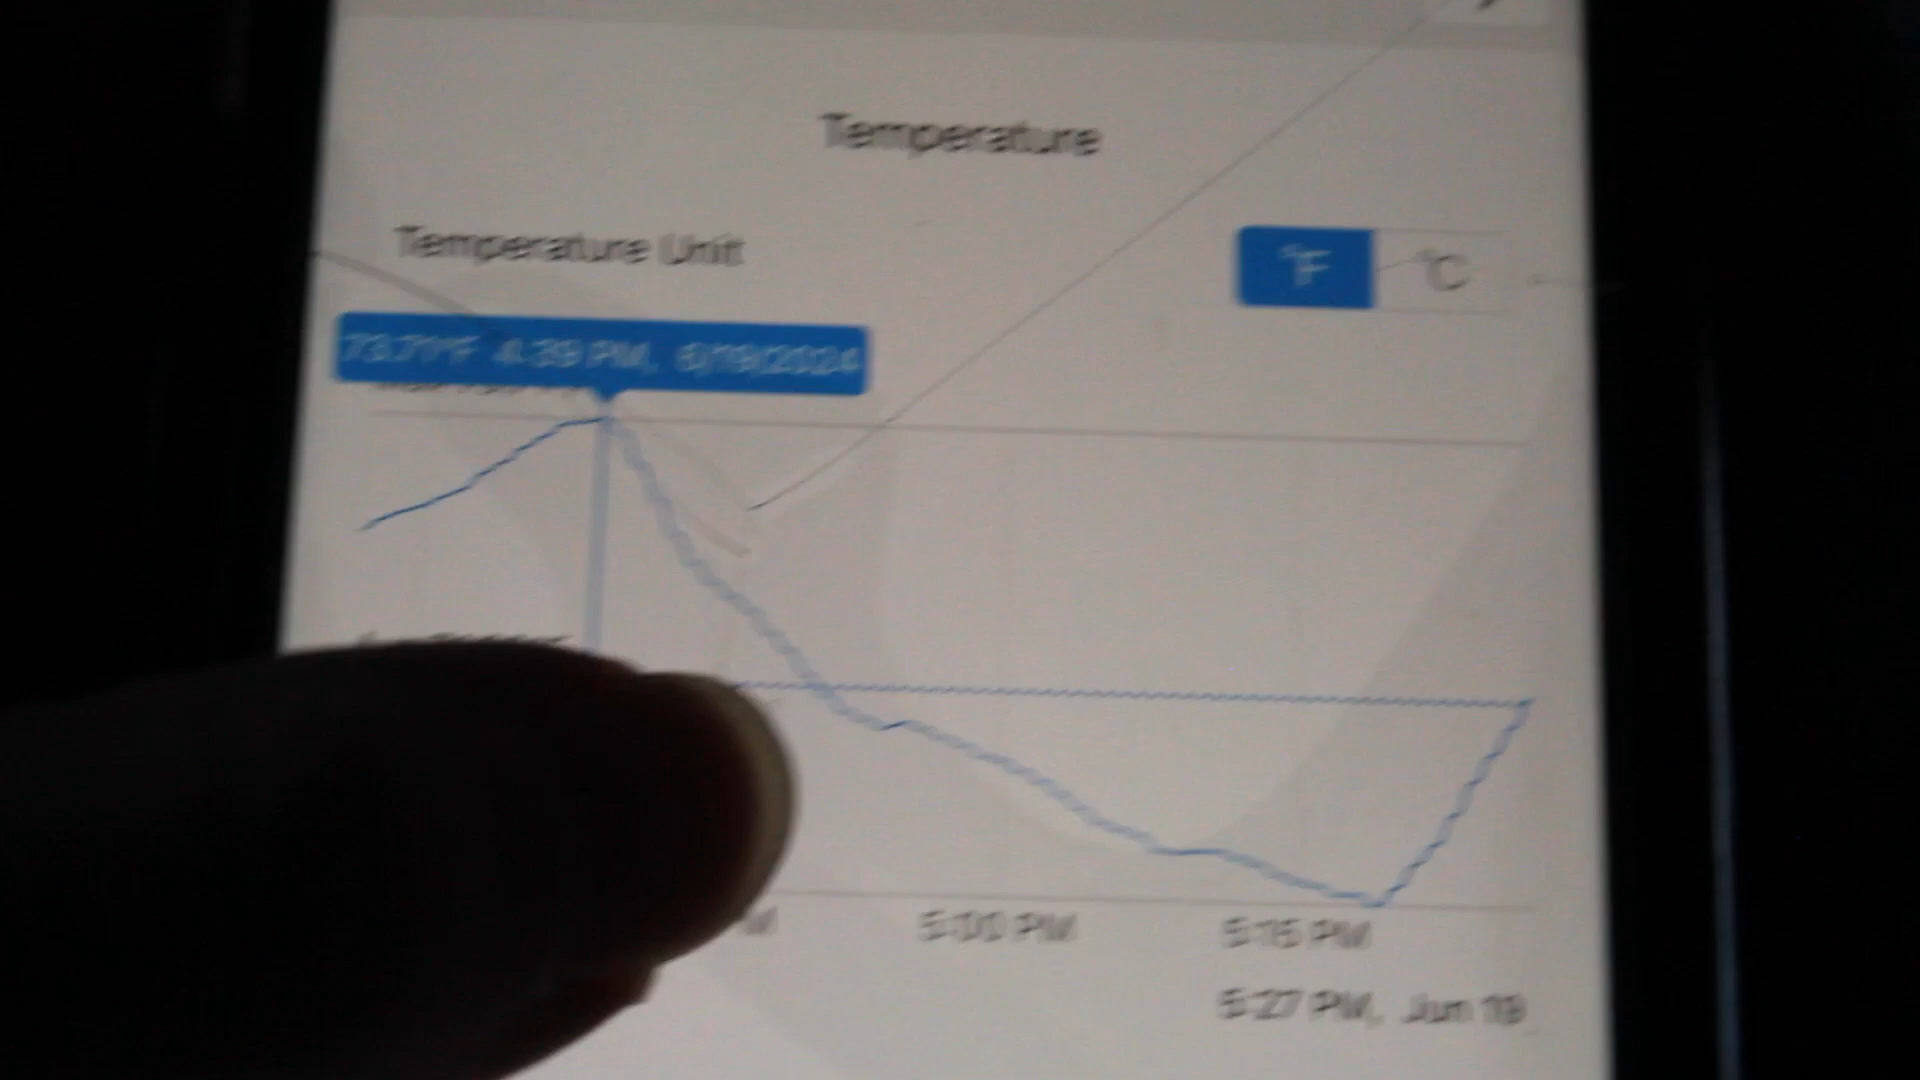 Temperature
Temperature Unit
°F °C
73.71°F 4:39 PM, 6/19/2024
5:00 PM 5:15 PM
5:27 PM, Jun 19